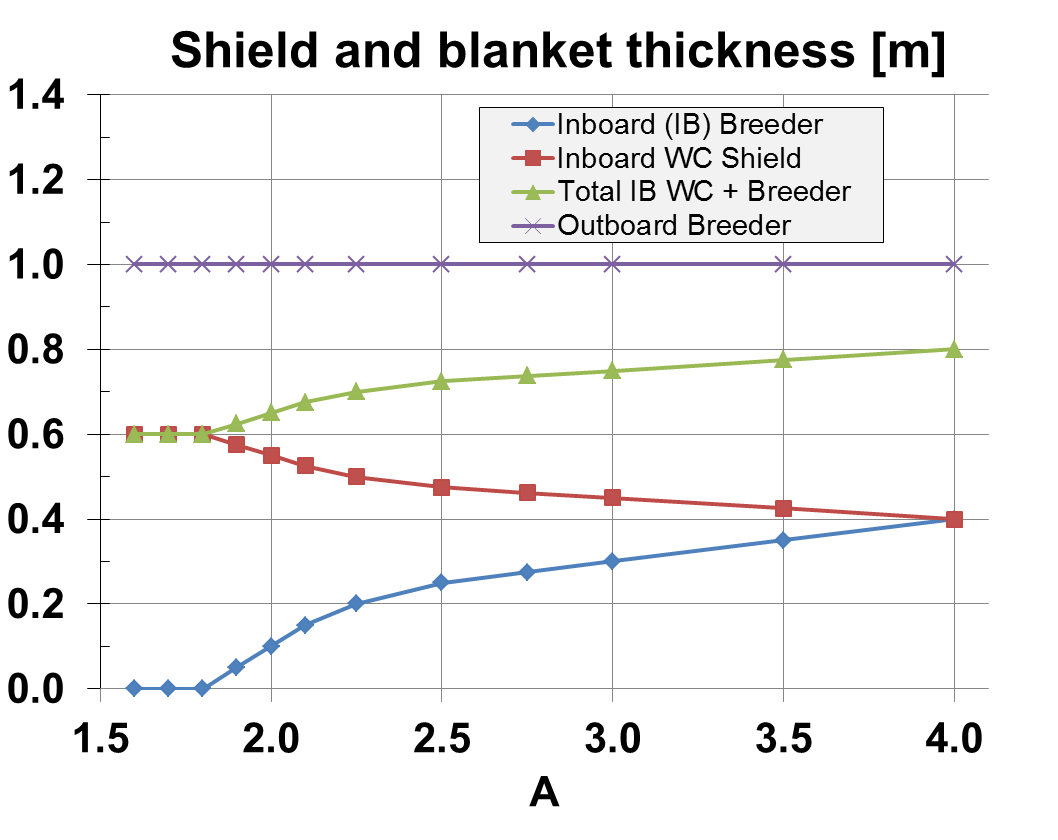 Shield and blanket thickness [m]
1.4
1.2
1.0
0.8
0.6
0.4
0.2
0.0
Inboard (IB) Breeder
Inboard WC Shield
Total IB WC + Breeder
Outboard Breeder
1.5 2.0 2.5 3.0 3.5 4.0
A